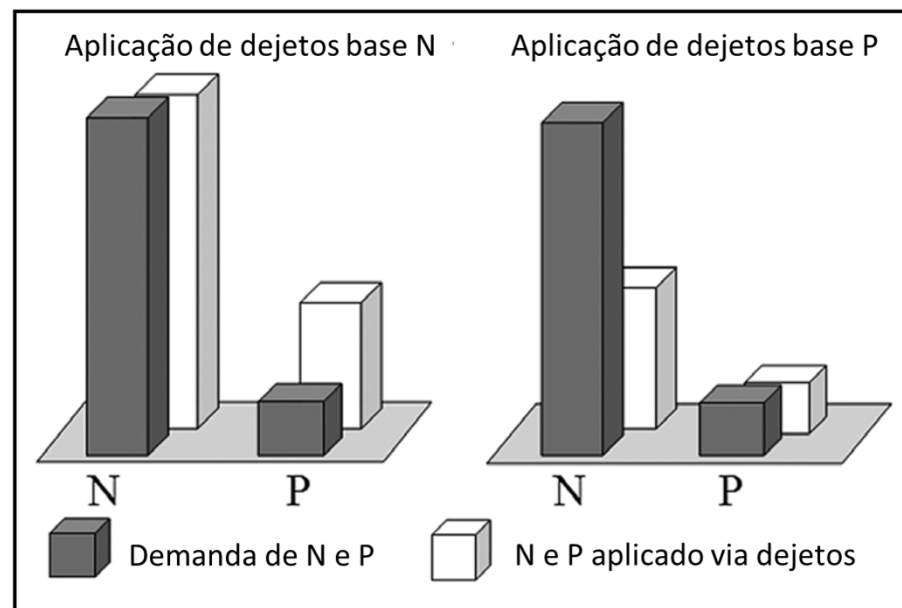 Aplicação de dejetos base N
Aplicação de dejetos base P
N P
N P
Demanda de N e P
N e P aplicado via dejetos